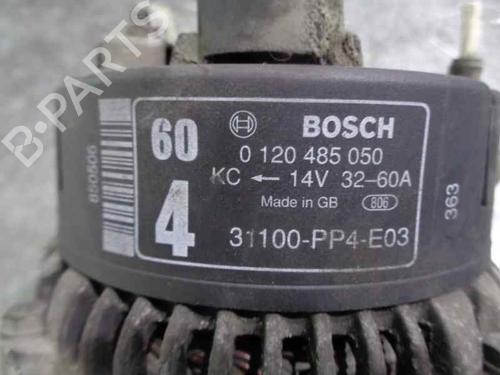 B-PARTS
60
4
BOSCH
0 120 485 050
KC ← 14V 32-60A
Made in GB 806
31100-PP4-E03
363
850506